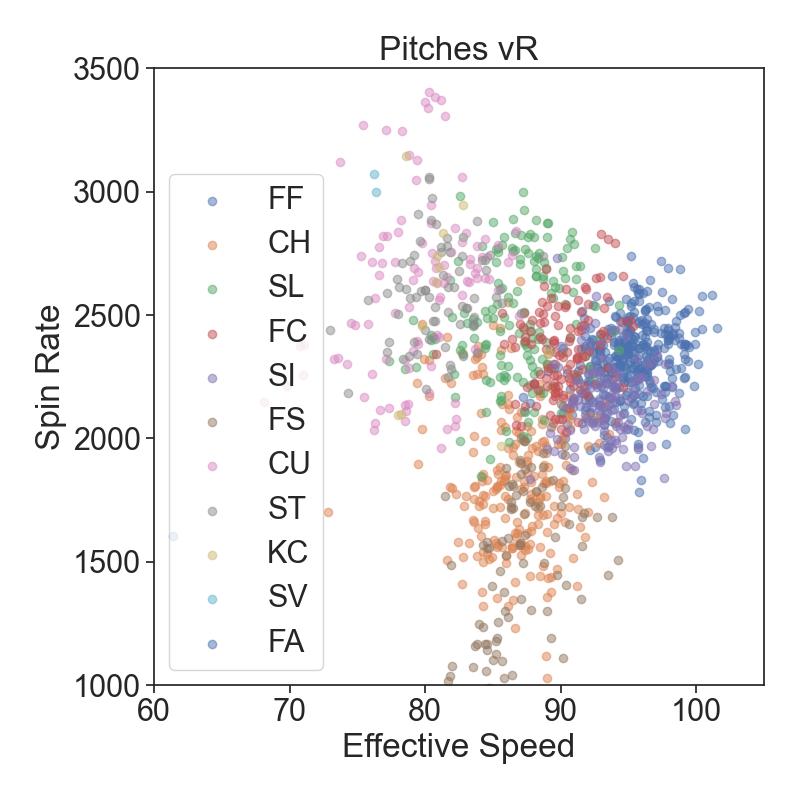 Pitches vR
3500
3000
2500
2000
1500
1000
Spin Rate
FF
CH
SL
FC
SI
FS
CU
ST
KC
SV
FA
60 70 80 90 100
Effective Speed